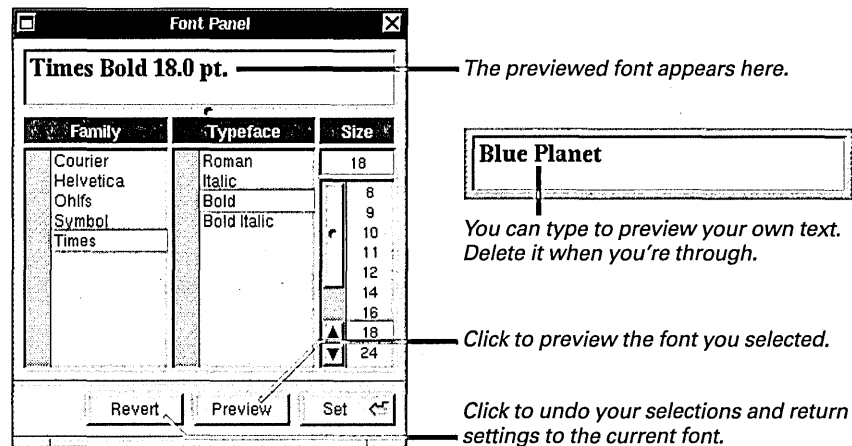 Font Panel
Times Bold 18.0 pt.
The previewed font appears here.
Family Typeface Size
Courier Roman 18
Helvetica Italic 8
Ohlfs Bold 9
Symbol Bold Italic 10
Times 11
12
14
16
18
24
Blue Planet
You can type to preview your own text.
Delete it when you're through.
Click to preview the font you selected.
Revert Preview Set
Click to undo your selections and return
settings to the current font.